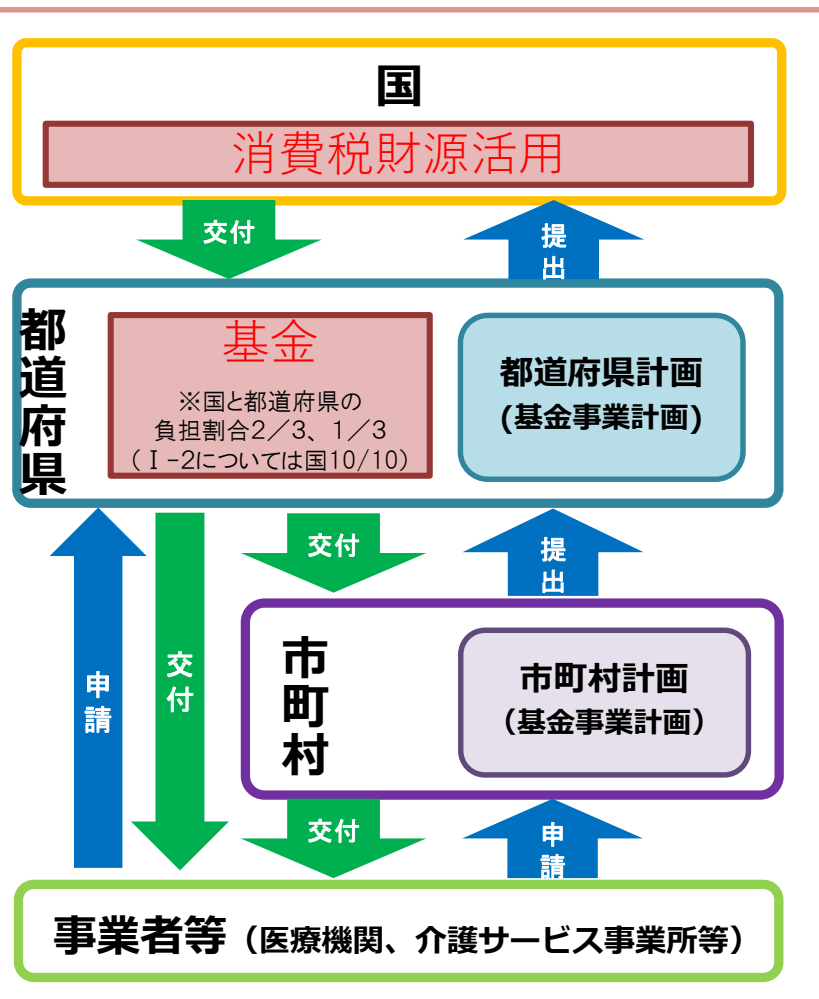 国
消費税財源活用
交付
提出
都道府県
基金
※国と都道府県の
負担割合2／3、1／3
（Ⅰ-2については国10/10）
都道府県計画
(基金事業計画)
申請
交付
交付
提出
市町村
市町村計画
（基金事業計画）
交付
申請
事業者等（医療機関、介護サービス事業所等）